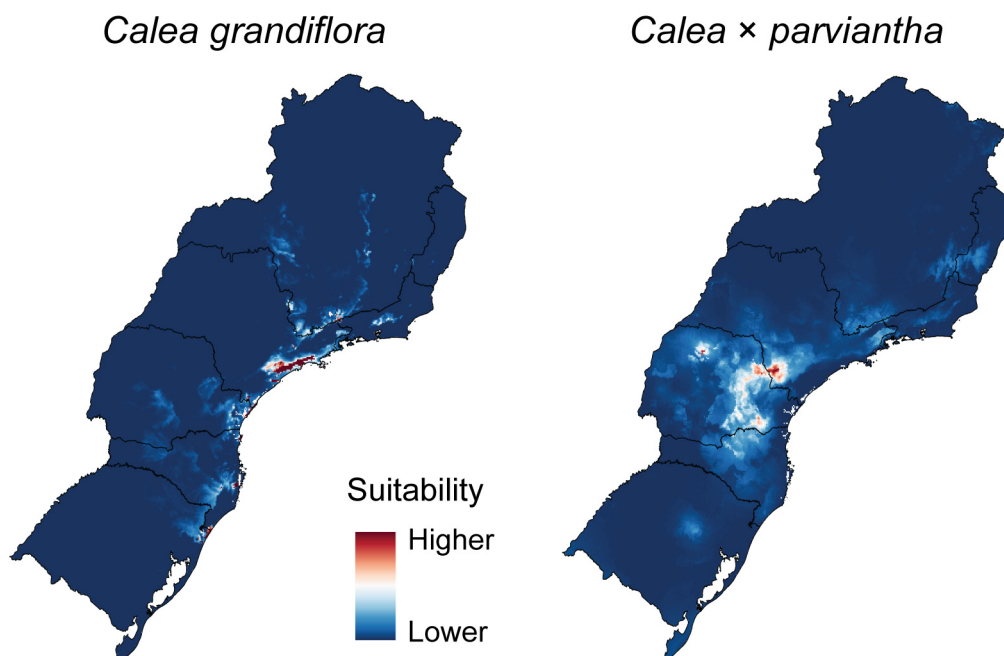 Calea grandiflora
Calea × parviantha
Suitability
Higher
Lower